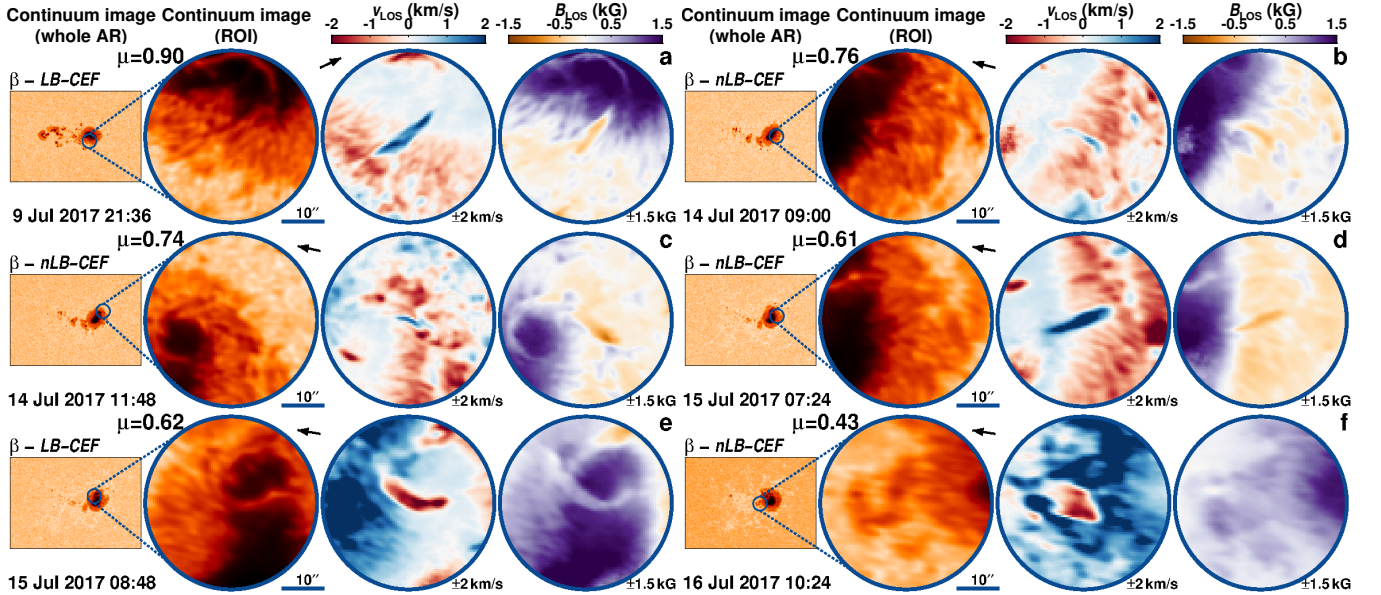 Continuum image
(whole AR)
Continuum image
(ROI)
v_LOS (km/s)
-2 -1 0 1 2
B_LOS (kG)
-1.5 -0.5 0.5 1.5
Continuum image
(whole AR)
Continuum image
(ROI)
v_LOS (km/s)
-2 -1 0 1 2
B_LOS (kG)
-1.5 -0.5 0.5 1.5
μ=0.90
a
β – LB-CEF
9 Jul 2017 21:36
10″
±2 km/s
±1.5 kG
μ=0.76
b
β – nLB-CEF
14 Jul 2017 09:00
10″
±2 km/s
±1.5 kG
μ=0.74
c
β – nLB-CEF
14 Jul 2017 11:48
10″
±2 km/s
±1.5 kG
μ=0.61
d
β – nLB-CEF
15 Jul 2017 07:24
10″
±2 km/s
±1.5 kG
μ=0.62
e
β – LB-CEF
15 Jul 2017 08:48
10″
±2 km/s
±1.5 kG
μ=0.43
f
β – nLB-CEF
16 Jul 2017 10:24
10″
±2 km/s
±1.5 kG